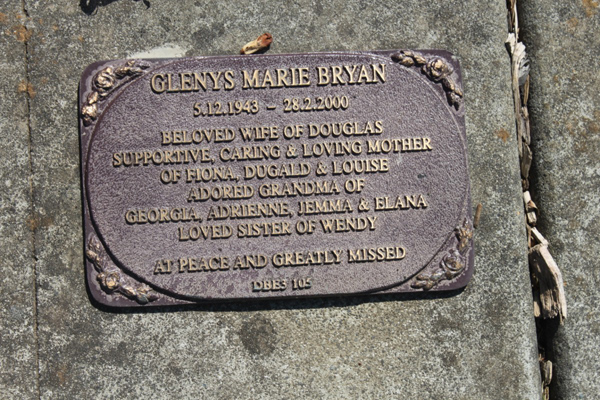 GLENYS MARIE BRYAN
5.12.1943 – 28.2.2000
BELOVED WIFE OF DOUGLAS
SUPPORTIVE, CARING & LOVING MOTHER
OF FIONA, DUGALD & LOUISE
ADORED GRANDMA OF
GEORGIA, ADRIENNE, JEMMA & ELANA
LOVED SISTER OF WENDY
AT PEACE AND GREATLY MISSED
DBE3 105